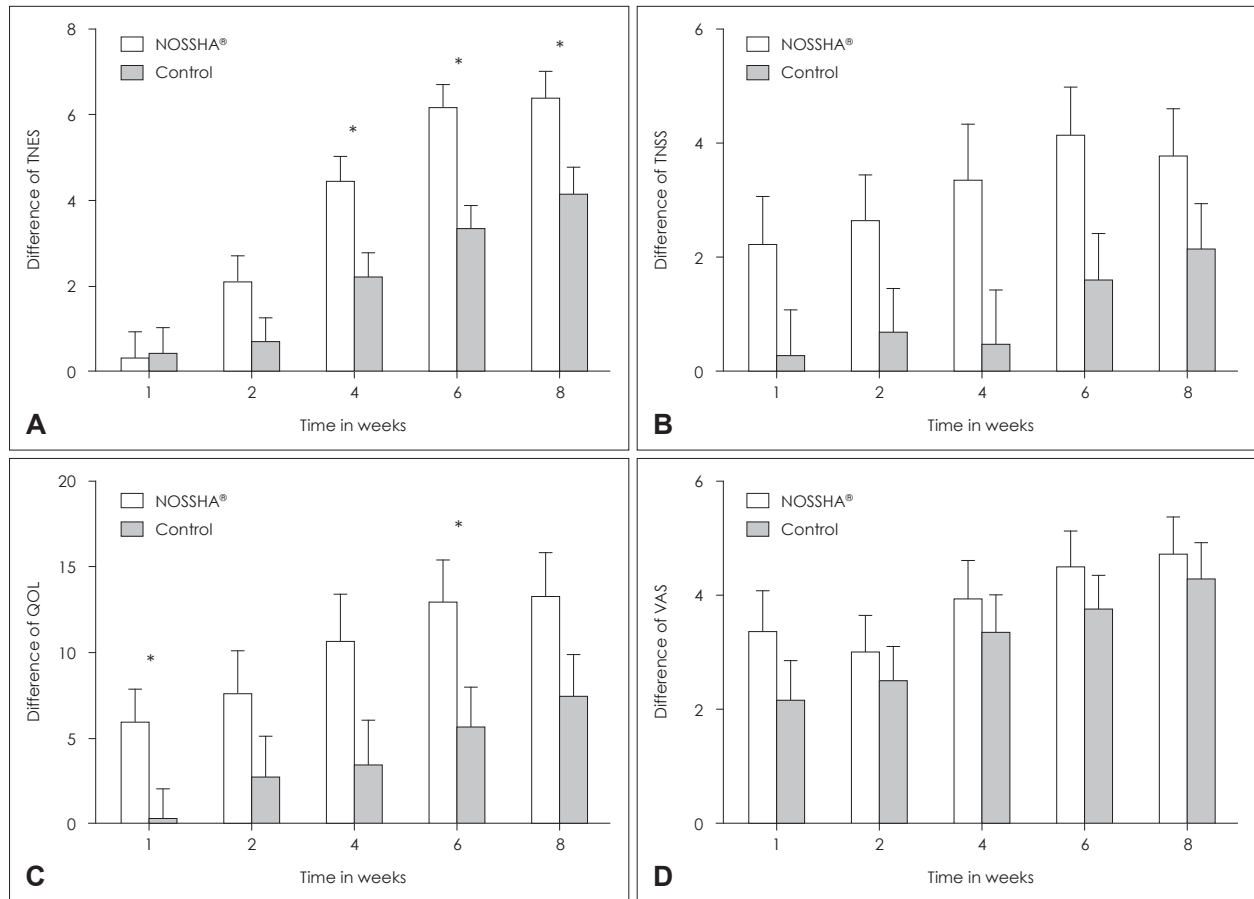 8
6
4
2
0
Difference of TNES
NOSSHA®
Control
*
*
*
1 2 4 6 8
Time in weeks
A
6
4
2
0
Difference of TNSS
NOSSHA®
Control
1 2 4 6 8
Time in weeks
B
20
15
10
5
0
Difference of QOL
NOSSHA®
Control
*
*
1 2 4 6 8
Time in weeks
C
6
4
2
0
Difference of VAS
NOSSHA®
Control
1 2 4 6 8
Time in weeks
D